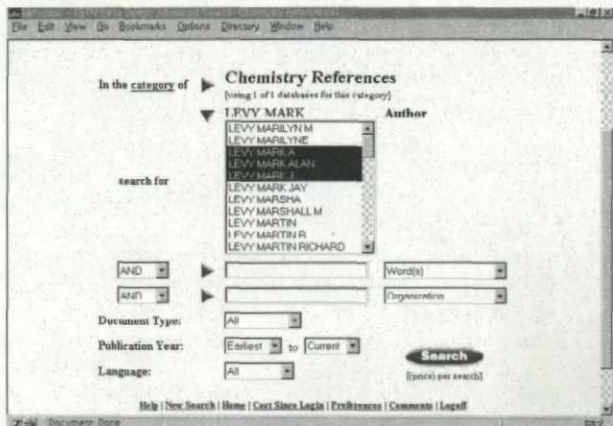 File Edit View Go Bookmarks Options Directory Window Help
In the category of Chemistry References
[using 1 of 1 databases for this category]
LEVY MARK Author
search for
LEVY MARILYN M
LEVY MARILYNE
LEVY MARK A
LEVY MARK ALAN
LEVY MARK J
LEVY MARK JAY
LEVY MARSHA
LEVY MARSHALL M
LEVY MARTIN
LEVY MARTIN R
LEVY MARTIN RICHARD
AND Word(s)
AND Organization
Document Type: All
Publication Year: Earliest to Current
Language: All
Search
[(price) per search]
Help | New Search | Home | Cost Since Login | Preferences | Comments | Logoff
Document: Done